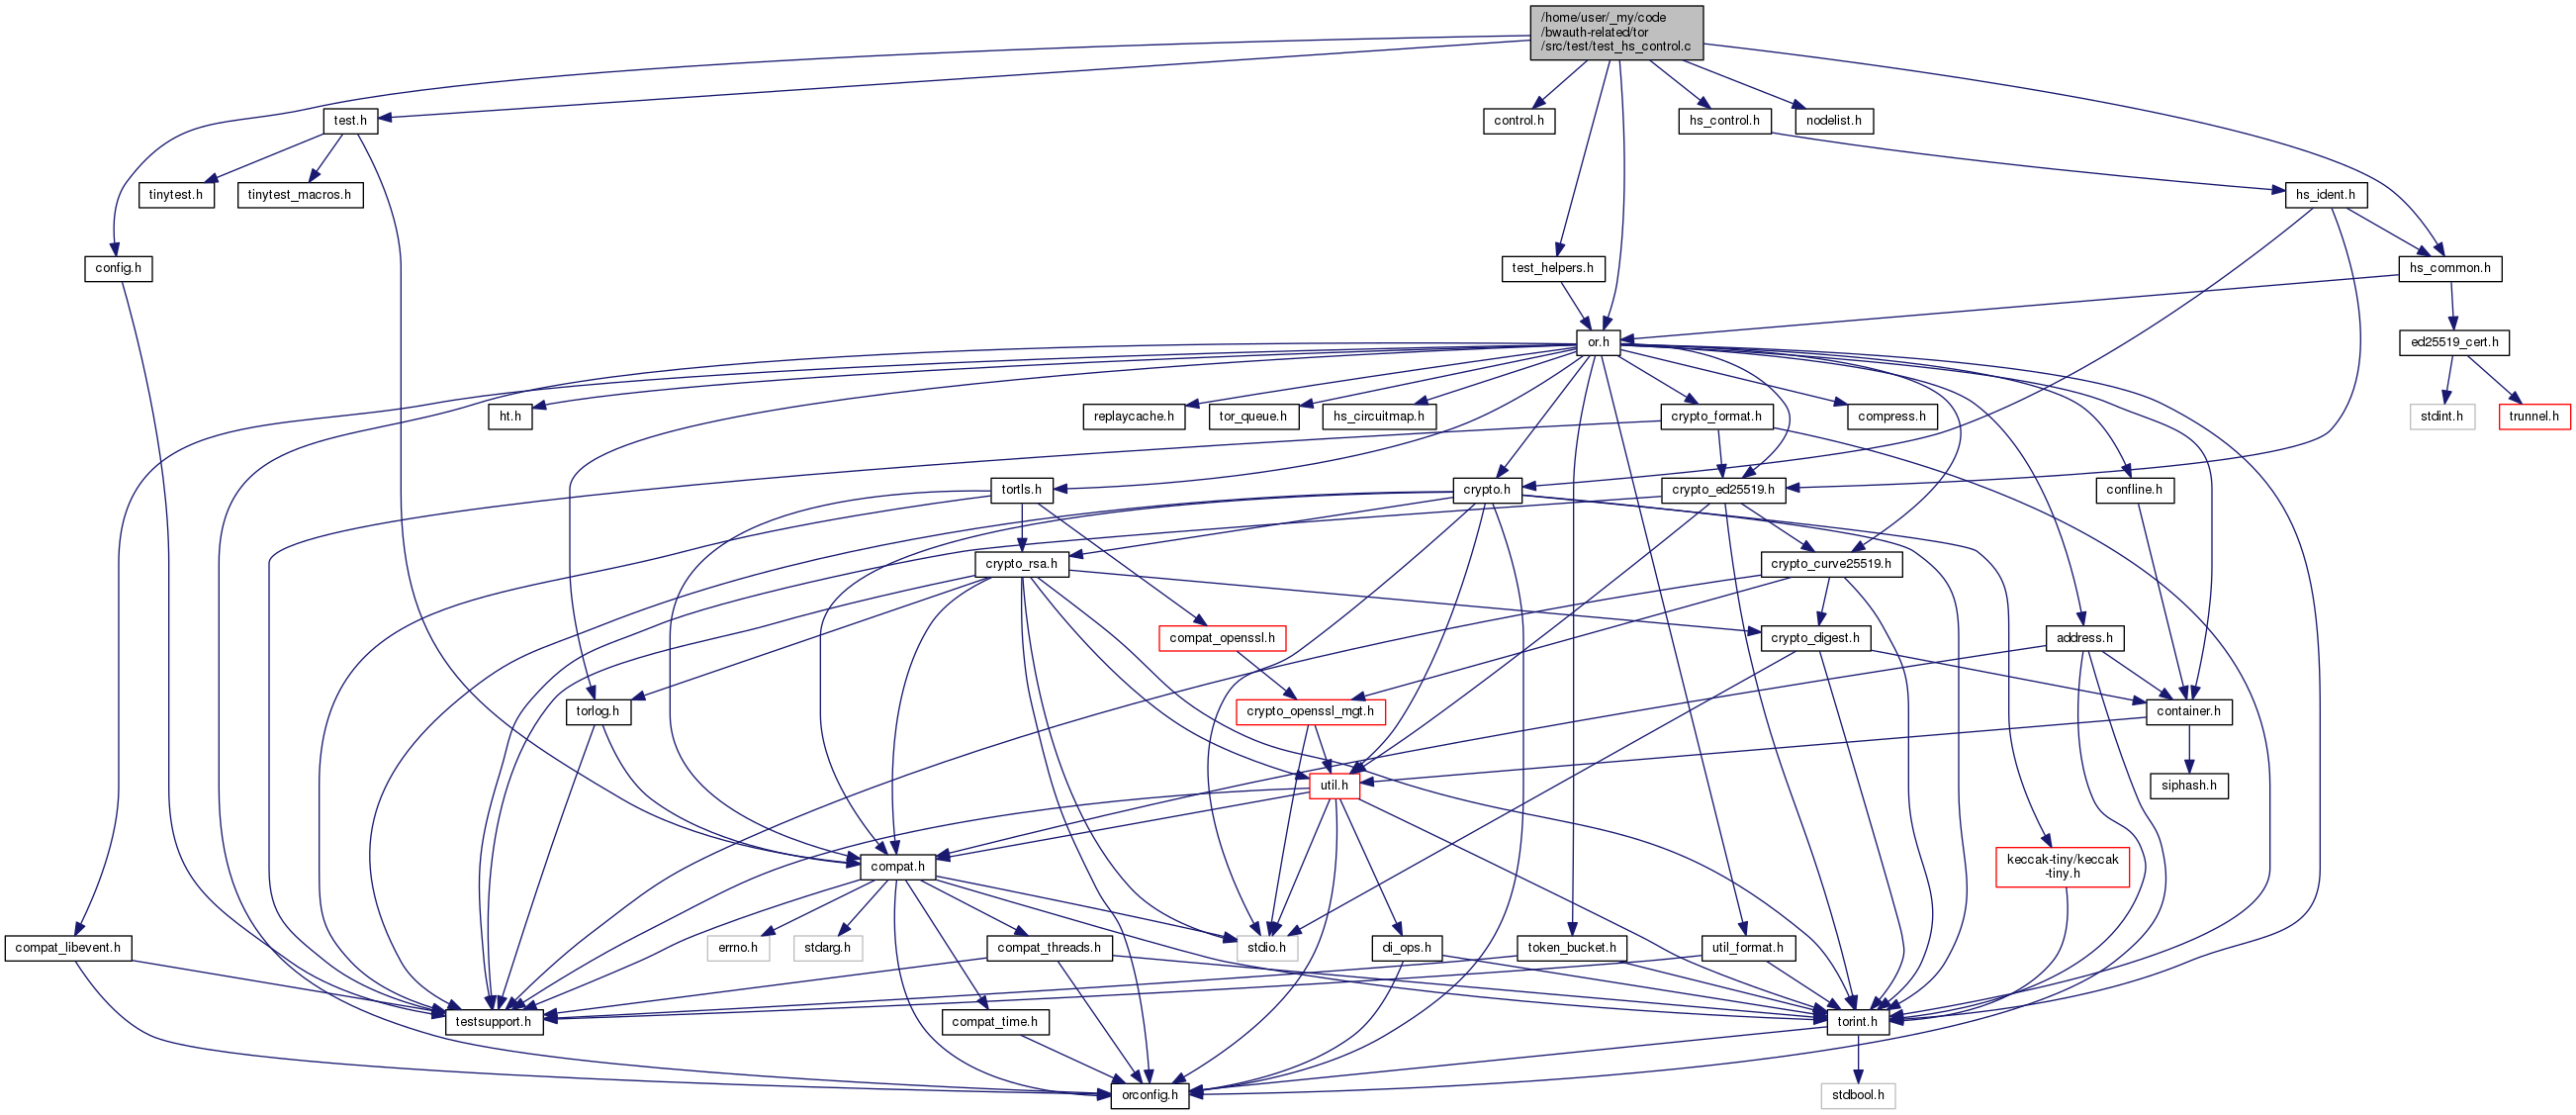 /home/user/_my/code
/bwauth-related/tor
/src/test/test_hs_control.c
test.h
control.h
hs_control.h
nodelist.h
tinytest.h
tinytest_macros.h
hs_ident.h
config.h
test_helpers.h
hs_common.h
or.h
ed25519_cert.h
ht.h
replaycache.h
tor_queue.h
hs_circuitmap.h
crypto_format.h
compress.h
stdint.h
trunnel.h
tortls.h
crypto.h
crypto_ed25519.h
confline.h
crypto_rsa.h
crypto_curve25519.h
compat_openssl.h
crypto_digest.h
address.h
torlog.h
crypto_openssl_mgt.h
container.h
util.h
siphash.h
compat.h
keccak-tiny/keccak
-tiny.h
compat_libevent.h
errno.h
stdarg.h
compat_threads.h
stdio.h
di_ops.h
token_bucket.h
util_format.h
testsupport.h
compat_time.h
torint.h
orconfig.h
stdbool.h